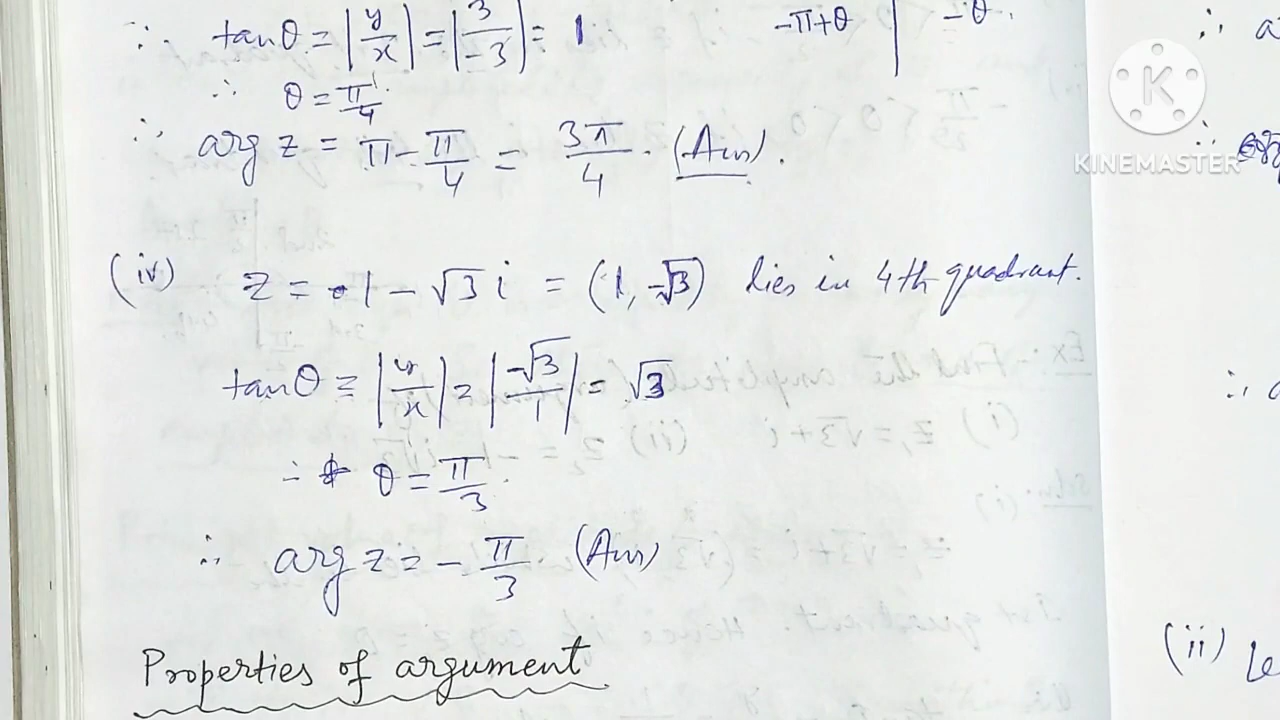 ∴ tanθ = |y/x| = |3/-3| = 1
-π+θ | -θ.
∴ θ = π/4
∴ arg z = π - π/4 = 3π/4 . (Ans).
(iv) z = 1 - √3 i = (1, -√3) lies in 4th quadrant.
tanθ = |y/x| = |-√3/1| = √3
∴ θ = π/3
∴ arg z = - π/3 (Ans)
Properties of argument
∴ a
∴
(ii) Le
KINEMASTER